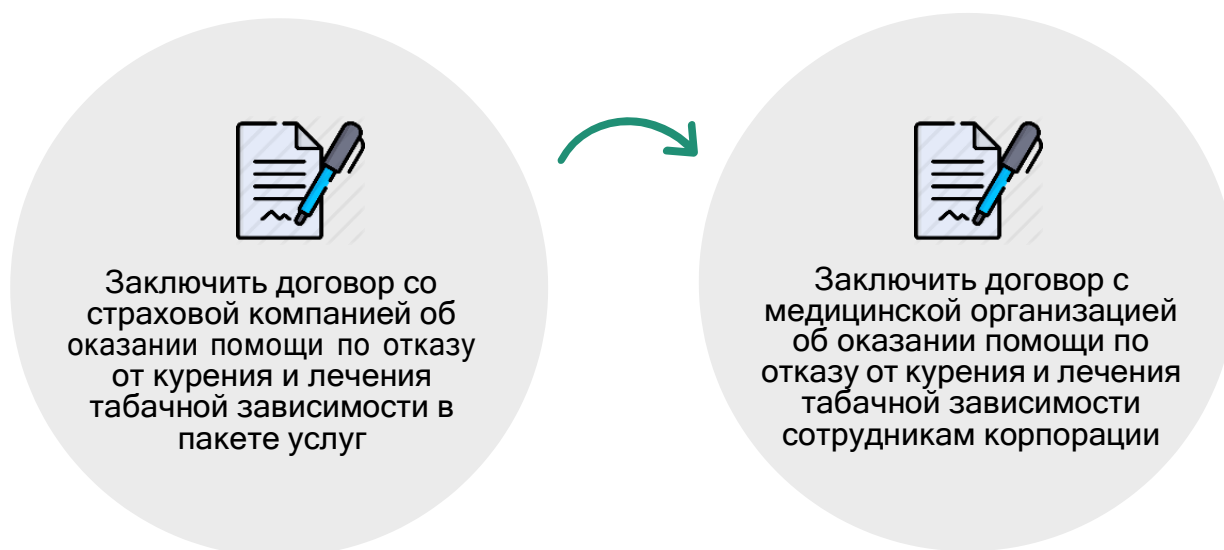 Заключить договор со
страховой компанией об
оказании помощи по отказу
от курения и лечения
табачной зависимости в
пакете услуг
Заключить договор с
медицинской организацией
об оказании помощи по
отказу от курения и лечения
табачной зависимости
сотрудникам корпорации